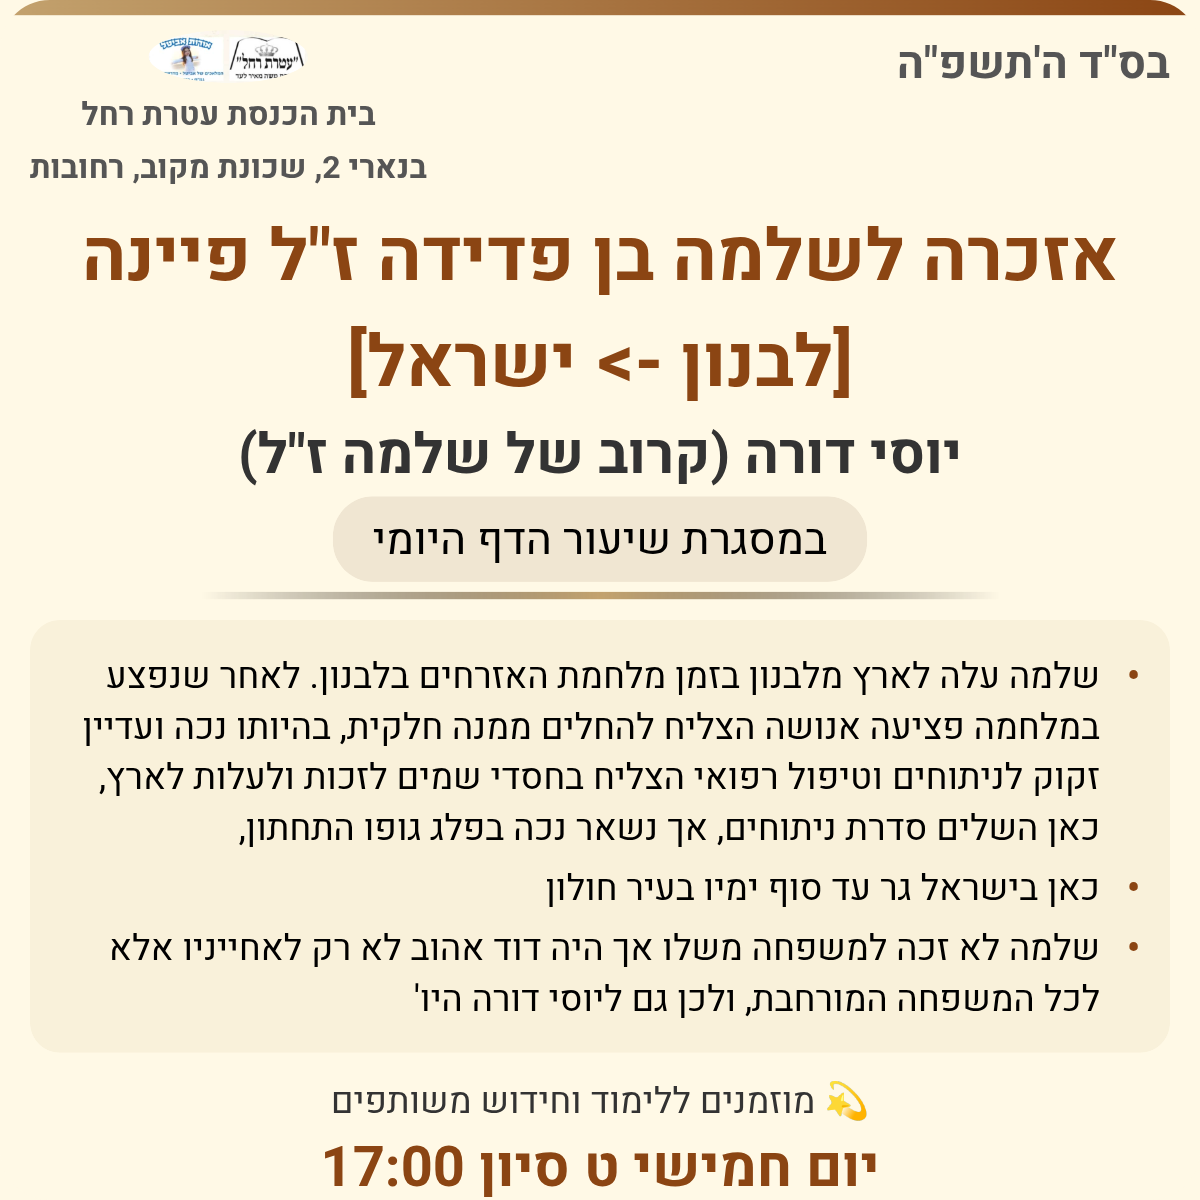 בס"ד ה'תשפ"ה
"עטרת רחל"
בית הכנסת עטרת רחל
בנארי 2, שכונת מקוב, רחובות
אזכרה לשלמה בן פדידה ז"ל פיינה
[לבנון -> ישראל]
יוסי דורה (קרוב של שלמה ז"ל)
במסגרת שיעור הדף היומי
• שלמה עלה לארץ מלבנון בזמן מלחמת האזרחים בלבנון. לאחר שנפצע
במלחמה פציעה אנושה הצליח להחלים ממנה חלקית, בהיותו נכה ועדיין
זקוק לניתוחים וטיפול רפואי הצליח בחסדי שמים לזכות ולעלות לארץ,
כאן השלים סדרת ניתוחים, אך נשאר נכה בפלג גופו התחתון,
• כאן בישראל גר עד סוף ימיו בעיר חולון
• שלמה לא זכה למשפחה משלו אך היה דוד אהוב לא רק לאחייניו אלא
לכל המשפחה המורחבת, ולכן גם ליוסי דורה היו'
💫 מוזמנים ללימוד וחידוש משותפים
יום חמישי ט סיון 17:00